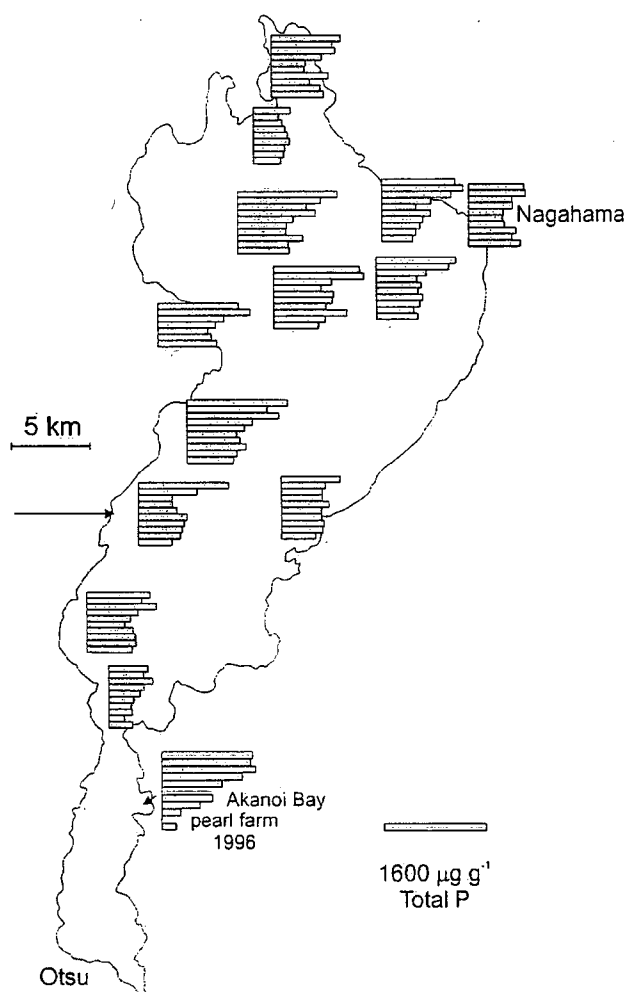 Nagahama
5 km
Akanoi Bay
pearl farm
1996
1600 µg g⁻¹
Total P
Otsu